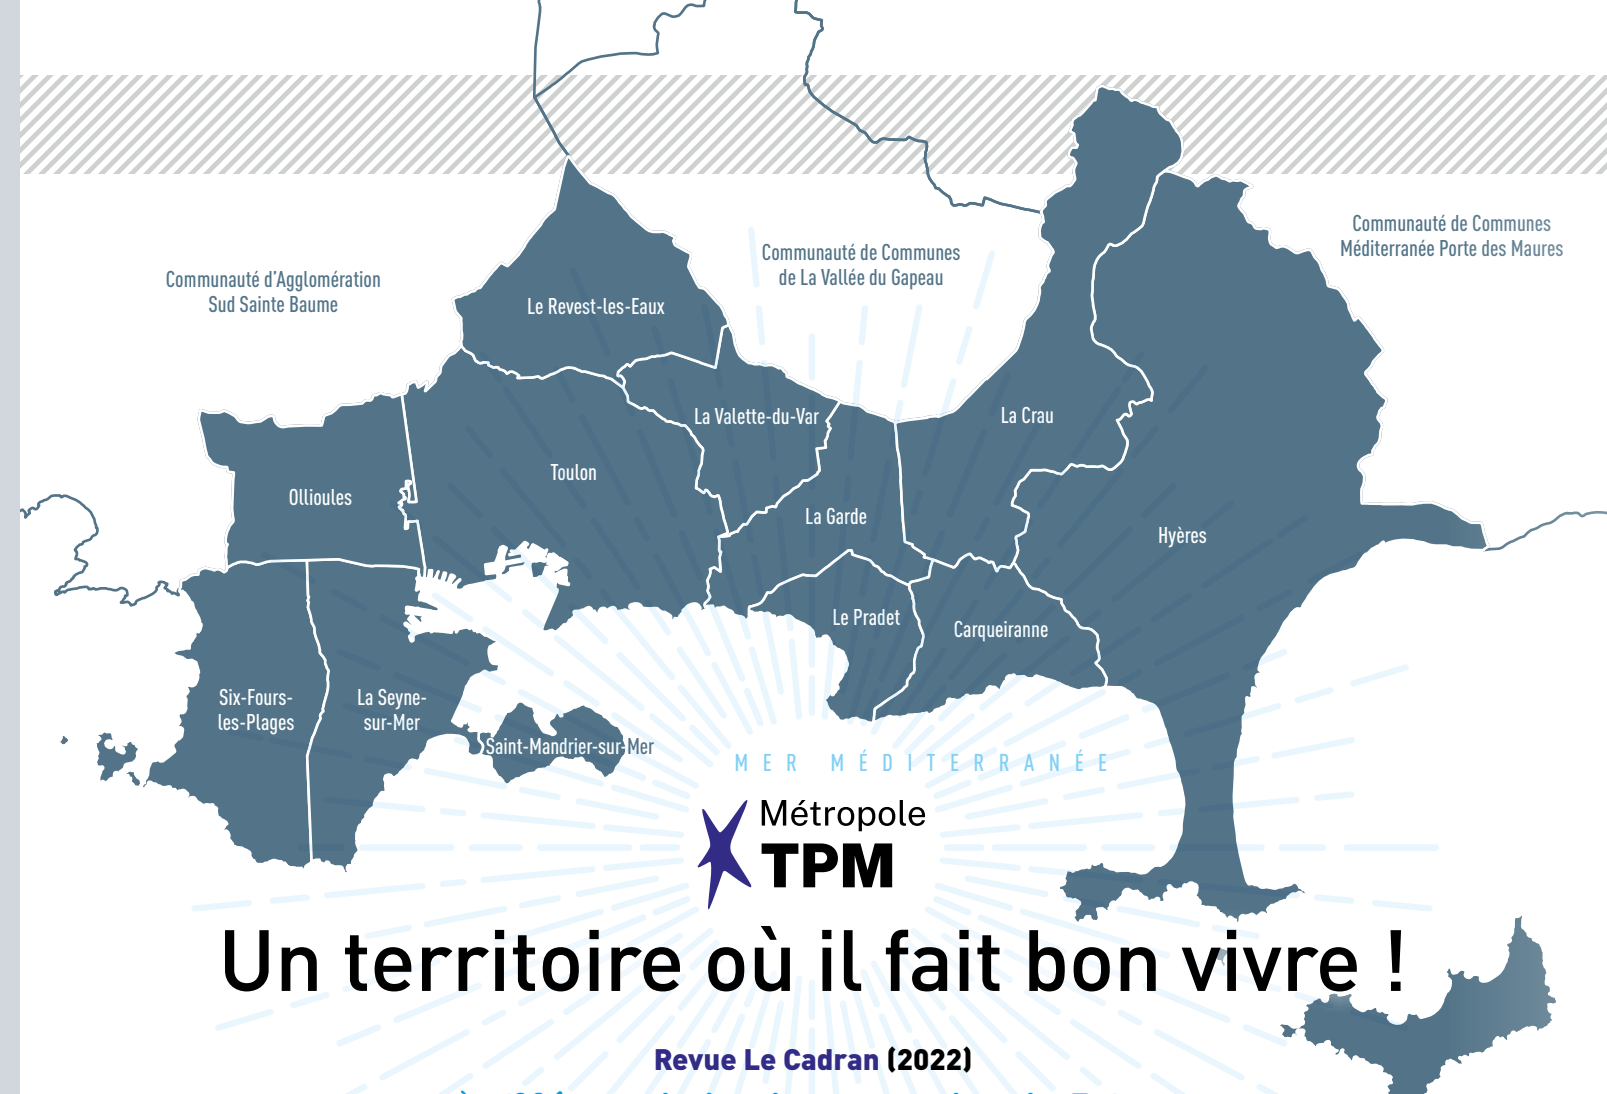 Communauté de Communes
Méditerranée Porte des Maures
Communauté de Communes
de La Vallée du Gapeau
Communauté d'Agglomération
Sud Sainte Baume
Le Revest-les-Eaux
La Valette-du-Var
La Crau
Toulon
Ollioules
La Garde
Hyères
Le Pradet
Carqueiranne
Six-Fours-
les-Plages
La Seyne-
sur-Mer
Saint-Mandrier-sur-Mer
MER MÉDITERRANÉE
Métropole
TPM
Un territoire où il fait bon vivre !
Revue Le Cadran (2022)